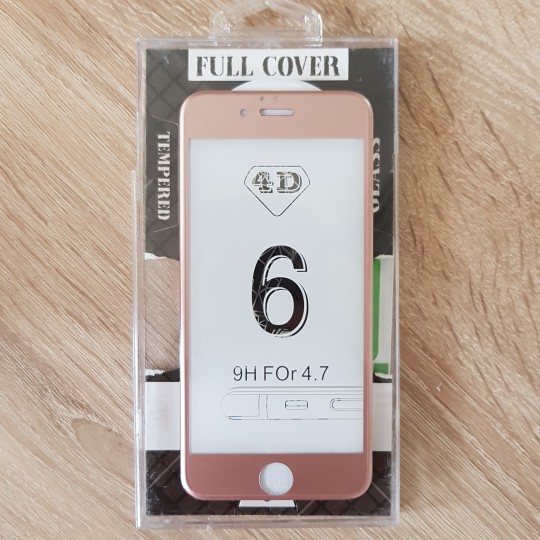 FULL COVER
TEMPERED
GLASS
4D
6
9H FOr 4.7